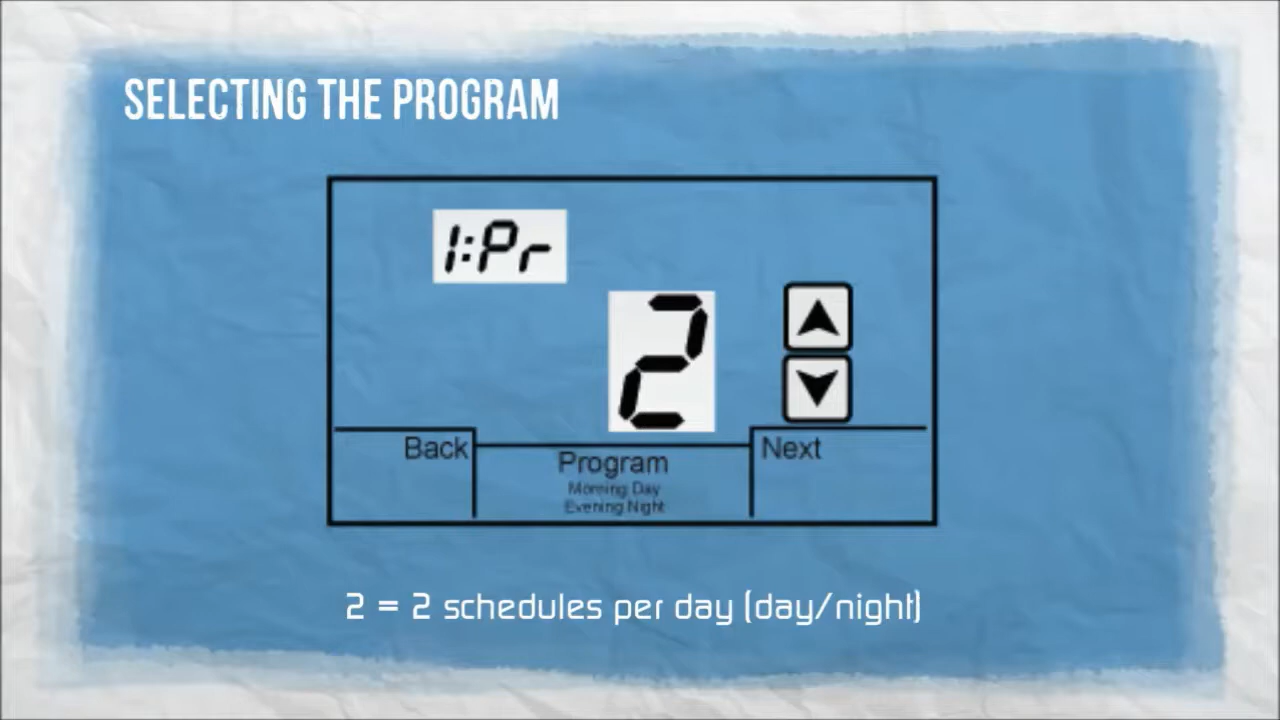 SELECTING THE PROGRAM
1:Pr
2
Back
Program
Next
Morning Day
Evening Night
2 = 2 schedules per day (day/night)